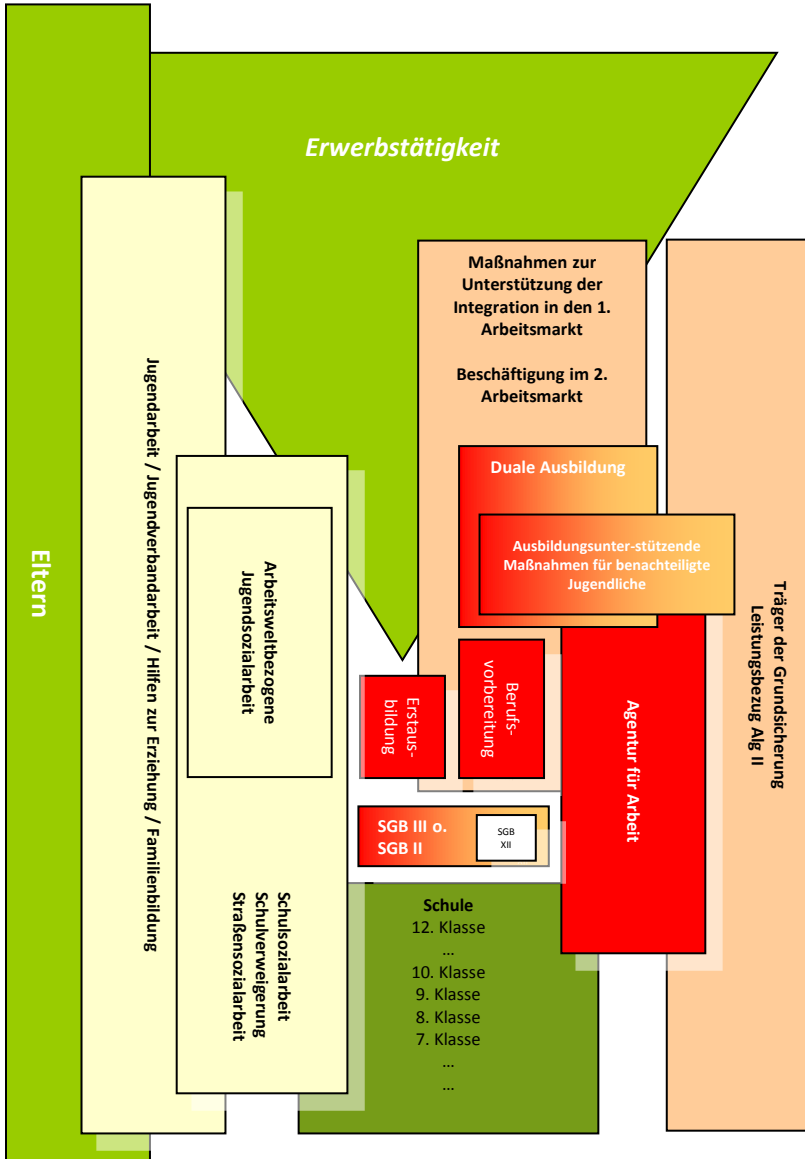 Erwerbstätigkeit
Eltern
Jugendarbeit / Jugendverbandarbeit / Hilfen zur Erziehung / Familienbildung
Arbeitsweltbezogene
Jugendsozialarbeit
Schulsozialarbeit
Schulverweigerung
Straßensozialarbeit
Maßnahmen zur
Unterstützung der
Integration in den 1.
Arbeitsmarkt
Beschäftigung im 2.
Arbeitsmarkt
Duale Ausbildung
Ausbildungsunter-stützende
Maßnahmen für benachteiligte
Jugendliche
Erstaus-
bildung
Berufs-
vorbereitung
Agentur für Arbeit
Träger der Grundsicherung
Leistungsbezug Alg II
SGB III o.
SGB II
SGB
XII
Schule
12. Klasse
...
10. Klasse
9. Klasse
8. Klasse
7. Klasse
...
...